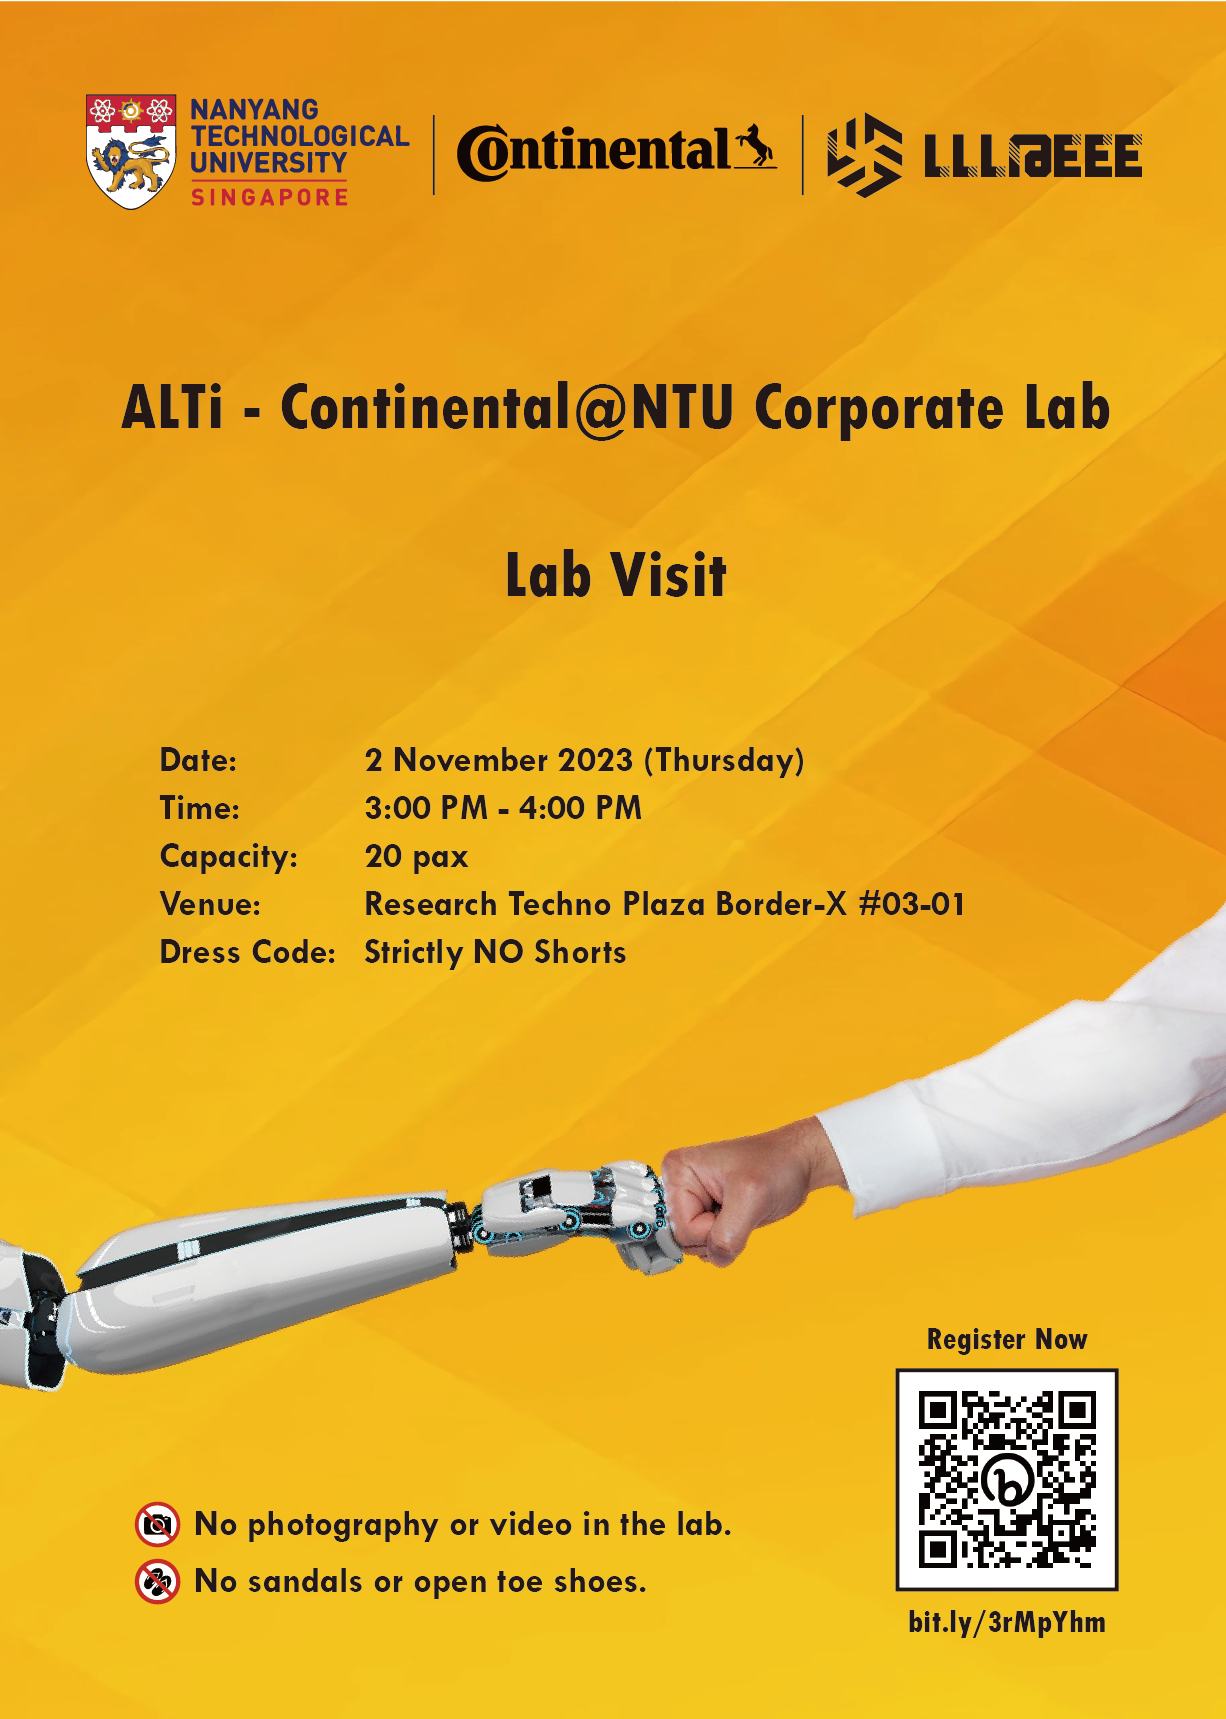 NANYANG
TECHNOLOGICAL
UNIVERSITY
SINGAPORE
Continental
LLLi@EEE
ALTi - Continental@NTU Corporate Lab
Lab Visit
Date: 2 November 2023 (Thursday)
Time: 3:00 PM - 4:00 PM
Capacity: 20 pax
Venue: Research Techno Plaza Border-X #03-01
Dress Code: Strictly NO Shorts
Register Now
No photography or video in the lab.
No sandals or open toe shoes.
bit.ly/3rMpYhm